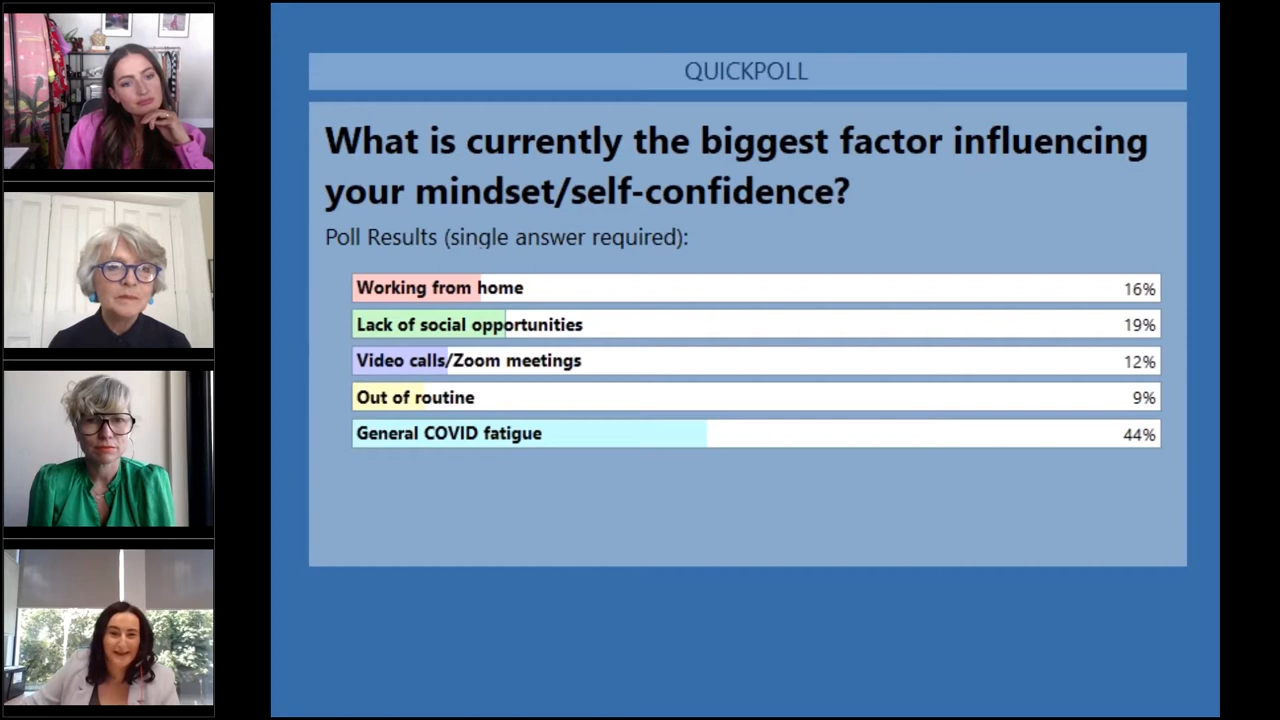 QUICKPOLL
What is currently the biggest factor influencing
your mindset/self-confidence?
Poll Results (single answer required):
Working from home 16%
Lack of social opportunities 19%
Video calls/Zoom meetings 12%
Out of routine 9%
General COVID fatigue 44%